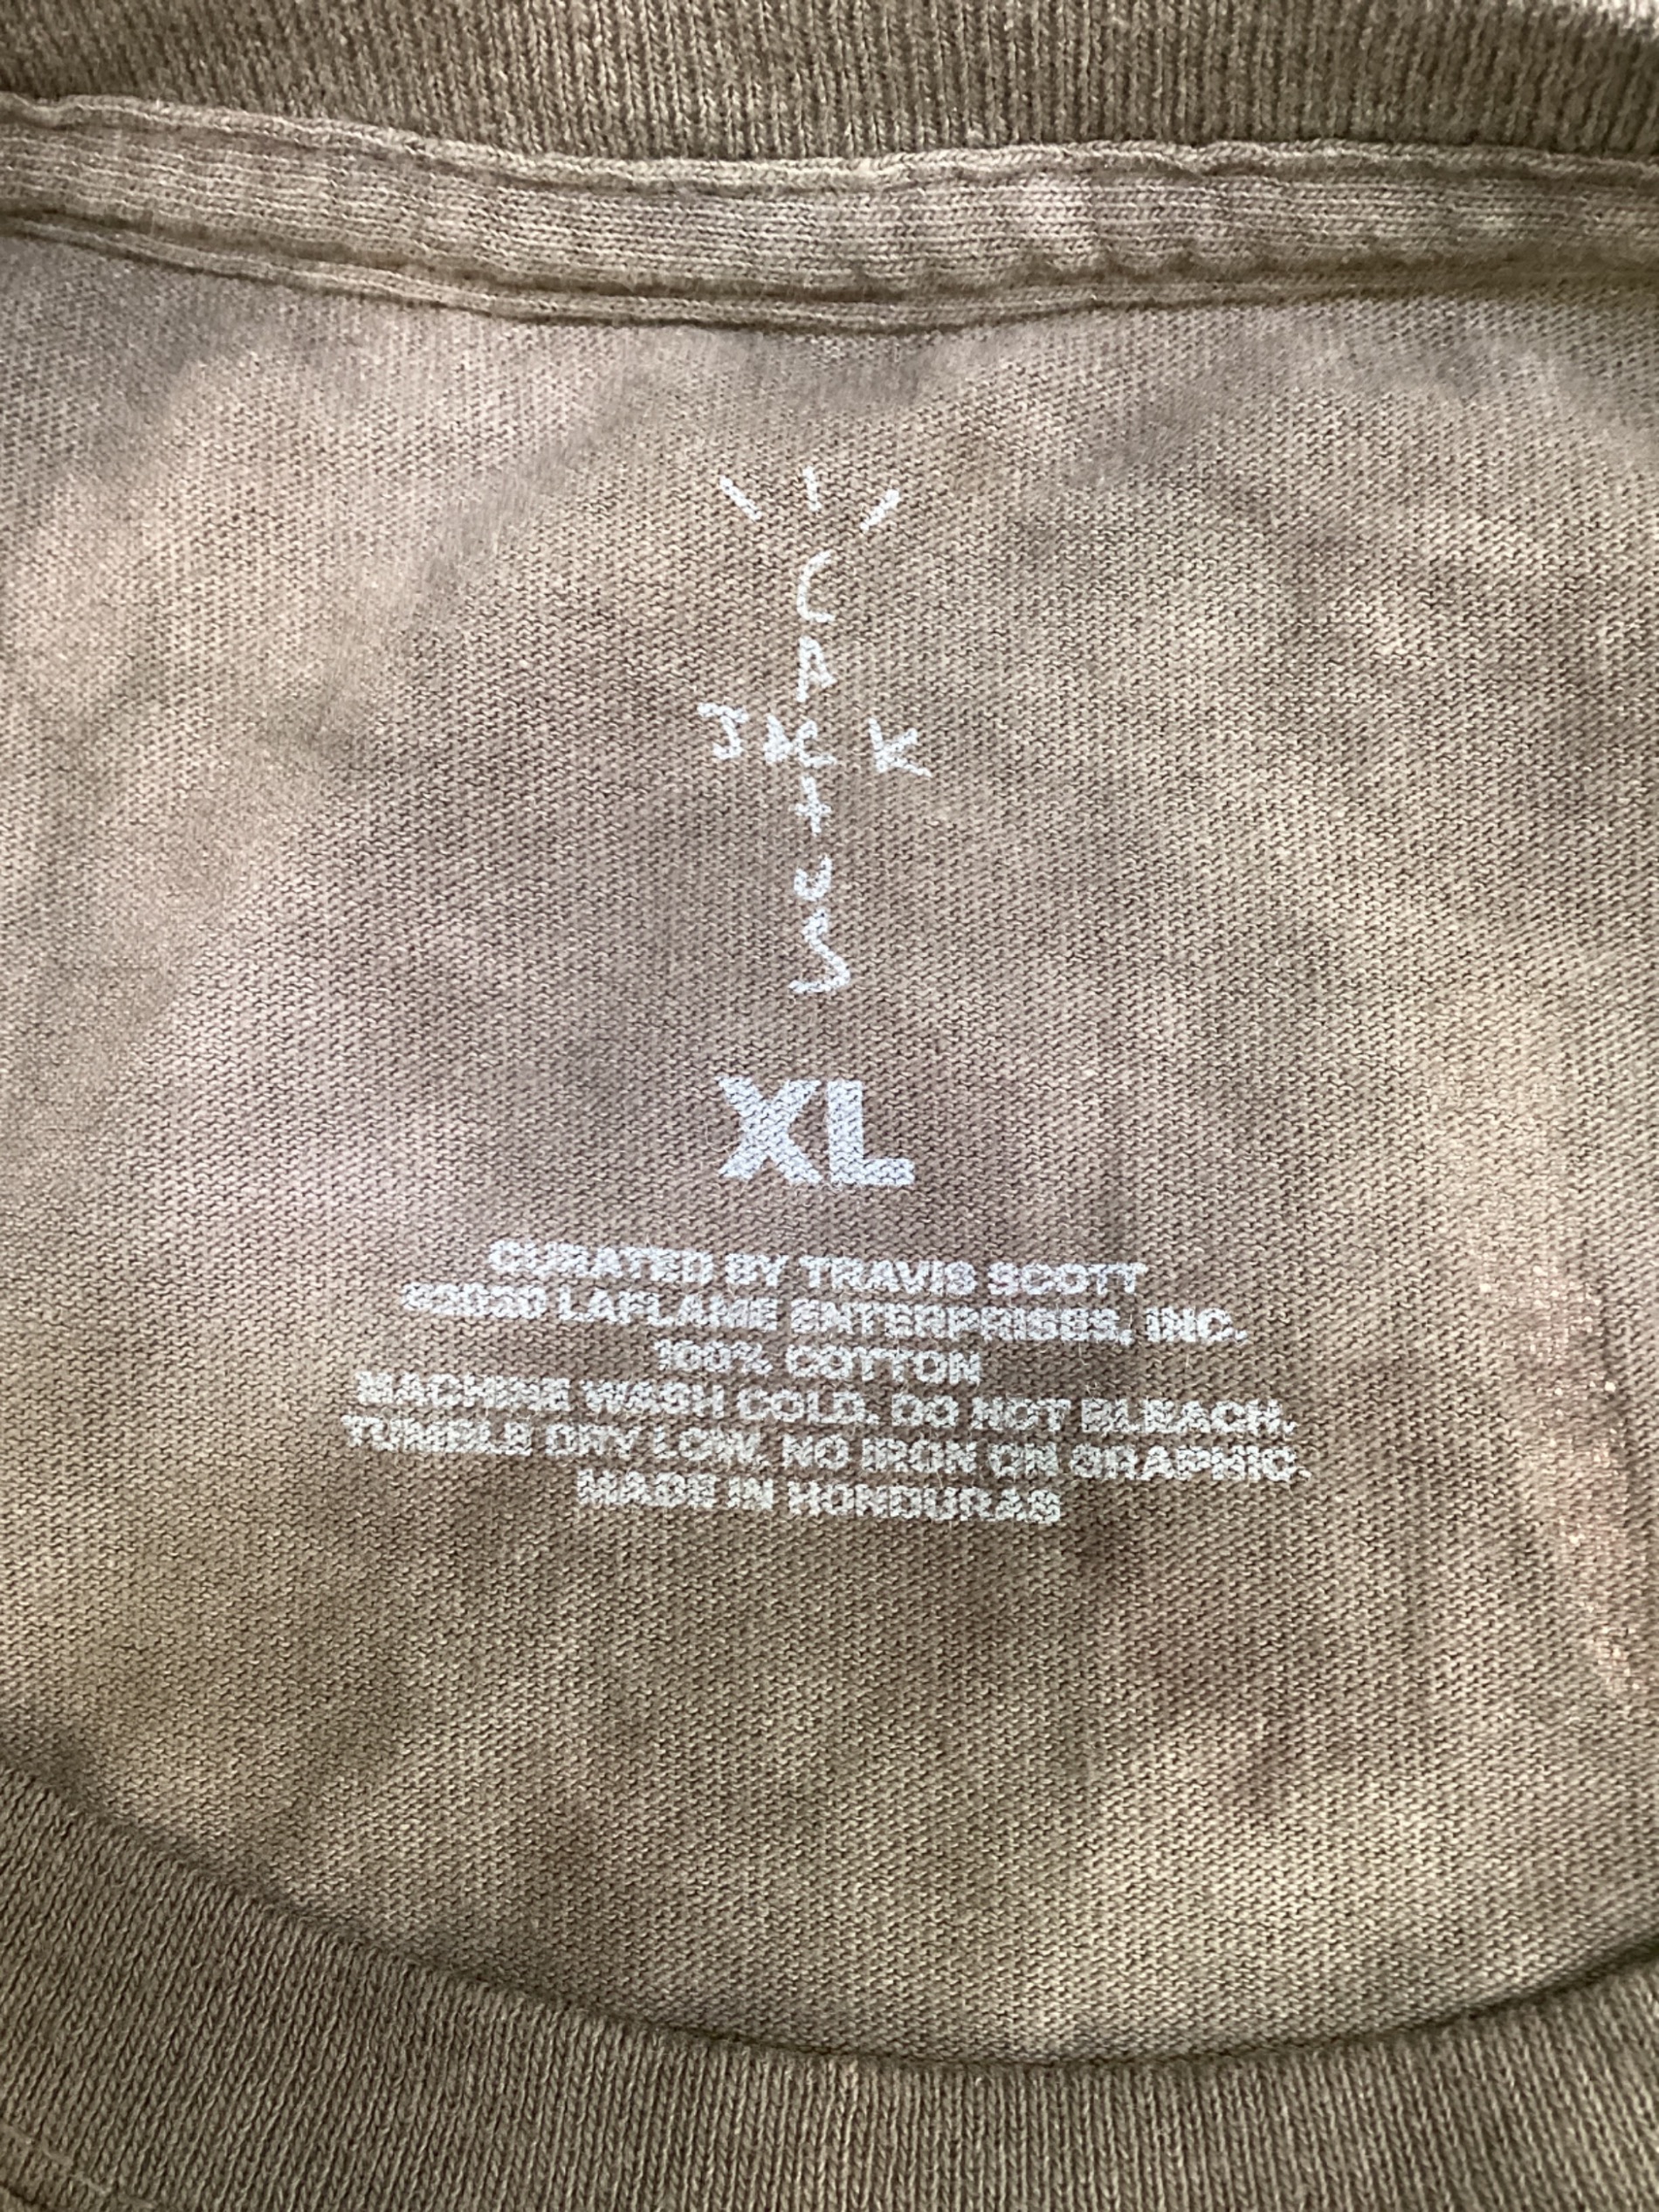 CACTUS
JACK
XL
CURATED BY TRAVIS SCOTT
©2020 LAFLAME ENTERPRISES, INC.
100% COTTON
MACHINE WASH COLD. DO NOT BLEACH.
TUMBLE DRY LOW. NO IRON ON GRAPHIC.
MADE IN HONDURAS